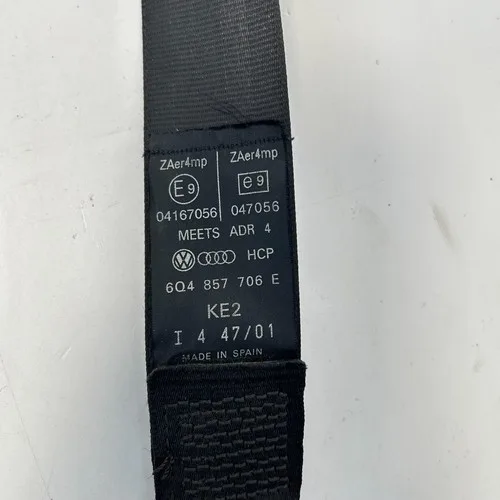 ZAer4mp ZAer4mp
E9 e9
04167056 047056
MEETS ADR 4
HCP
6Q4 857 706 E
KE2
I 4 47/01
MADE IN SPAIN